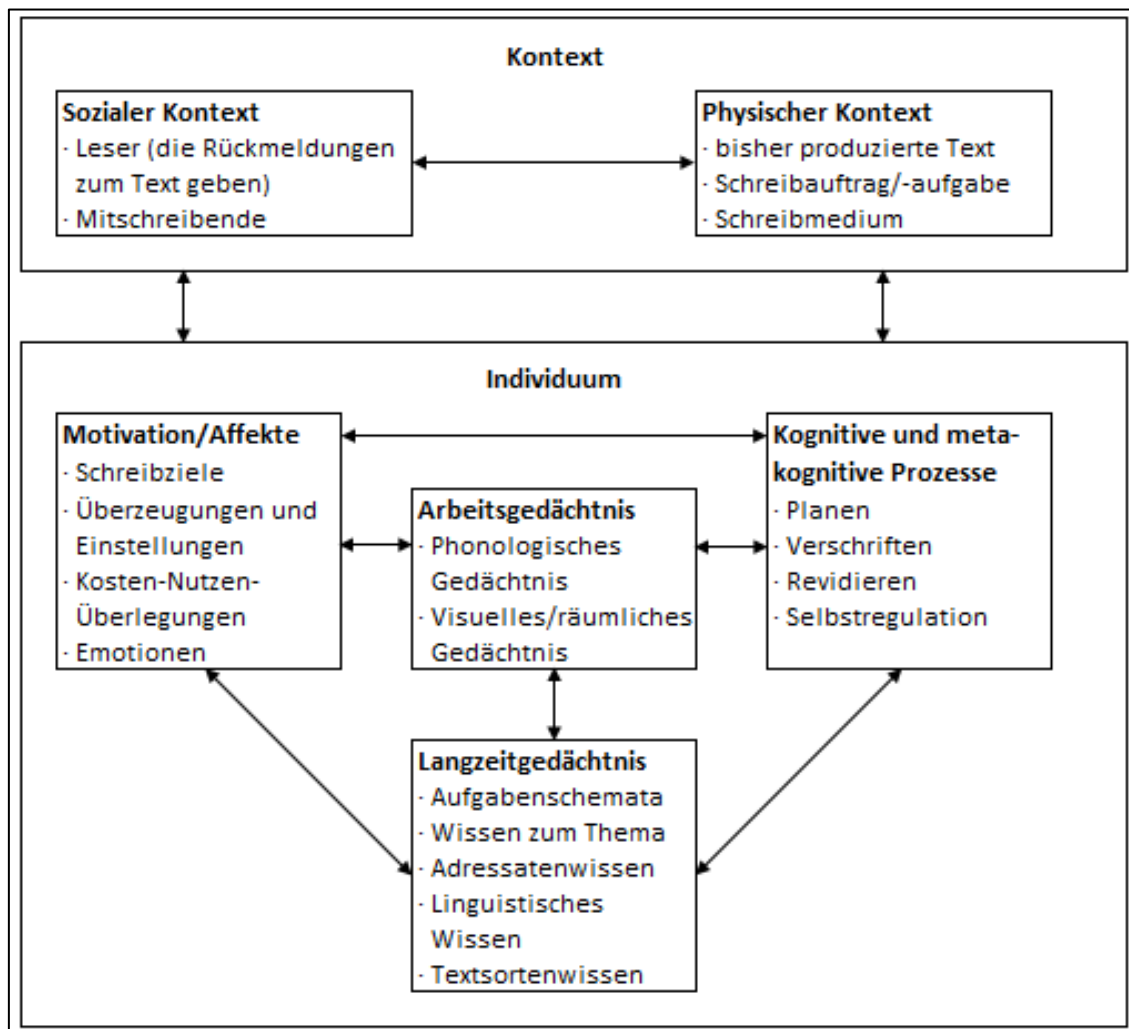 Kontext
Sozialer Kontext
· Leser (die Rückmeldungen
zum Text geben)
· Mitschreibende
Physischer Kontext
· bisher produzierte Text
· Schreibauftrag/-aufgabe
· Schreibmedium
Individuum
Motivation/Affekte
· Schreibziele
· Überzeugungen und
Einstellungen
· Kosten-Nutzen-
Überlegungen
· Emotionen
Arbeitsgedächtnis
· Phonologisches
Gedächtnis
· Visuelles/räumliches
Gedächtnis
Kognitive und meta-
kognitive Prozesse
· Planen
· Verschriften
· Revidieren
· Selbstregulation
Langzeitgedächtnis
· Aufgabenschemata
· Wissen zum Thema
· Adressatenwissen
· Linguistisches
Wissen
· Textsortenwissen